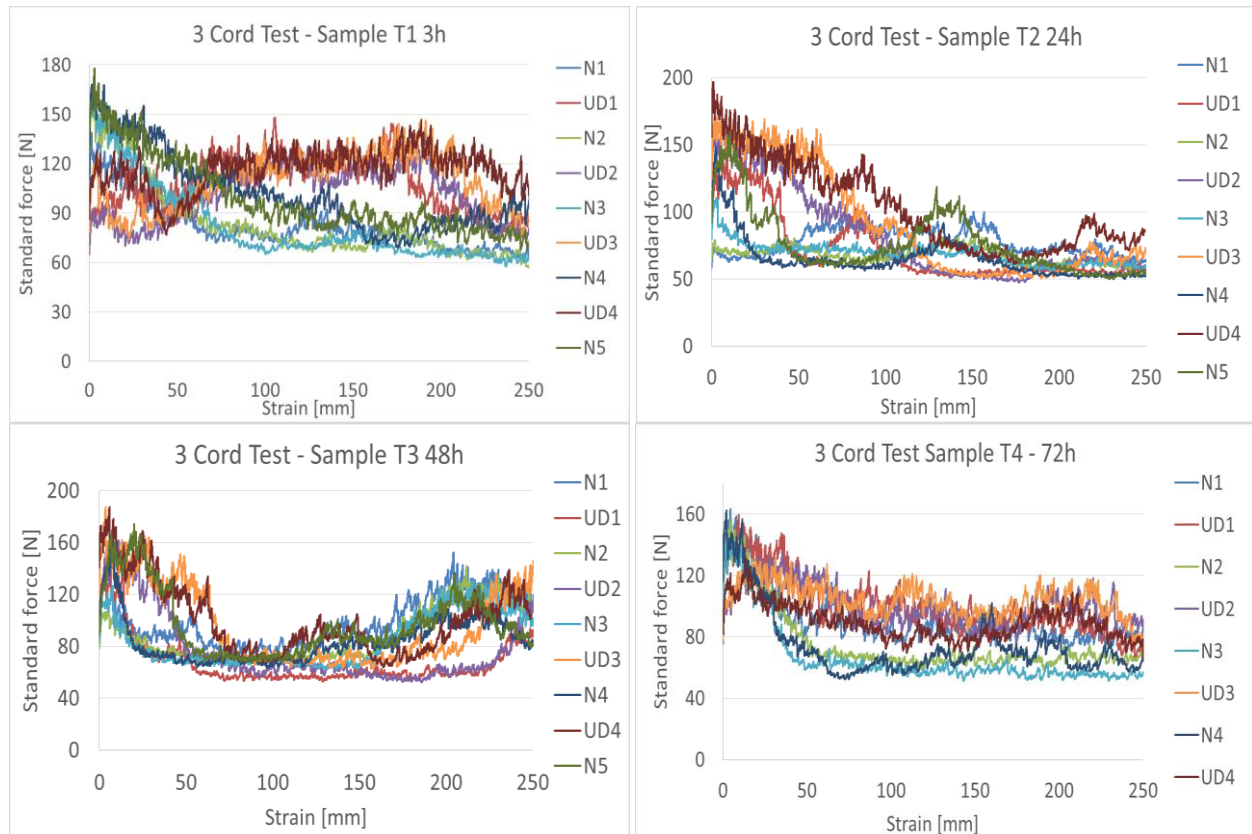 3 Cord Test - Sample T1 3h
Standard force [N]
180
150
120
90
60
30
0
0 50 100 150 200 250
Strain [mm]
N1
UD1
N2
UD2
N3
UD3
N4
UD4
N5
3 Cord Test - Sample T2 24h
Standard force [N]
200
150
100
50
0
0 50 100 150 200 250
Strain [mm]
N1
UD1
N2
UD2
N3
UD3
N4
UD4
N5
3 Cord Test - Sample T3 48h
Standard force [N]
200
160
120
80
40
0
0 50 100 150 200 250
Strain [mm]
N1
UD1
N2
UD2
N3
UD3
N4
UD4
N5
3 Cord Test Sample T4 - 72h
Standard force [N]
160
120
80
40
0
0 50 100 150 200 250
Strain [mm]
N1
UD1
N2
UD2
N3
UD3
N4
UD4